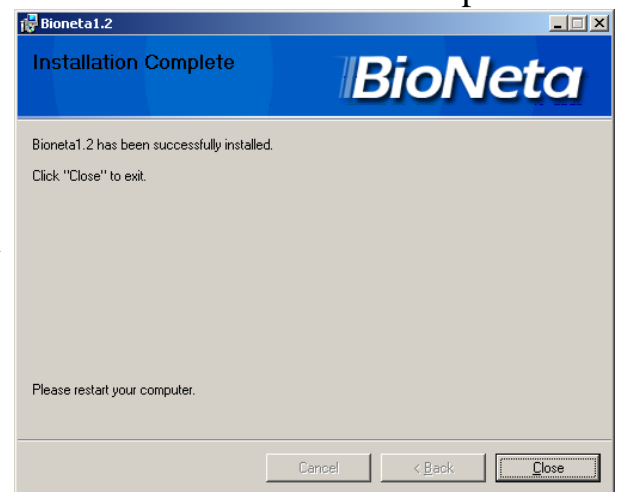 Bioneta1.2
Installation Complete
BioNeta
Bioneta1.2 has been successfully installed.
Click "Close" to exit.
Please restart your computer.
Cancel
< Back
Close